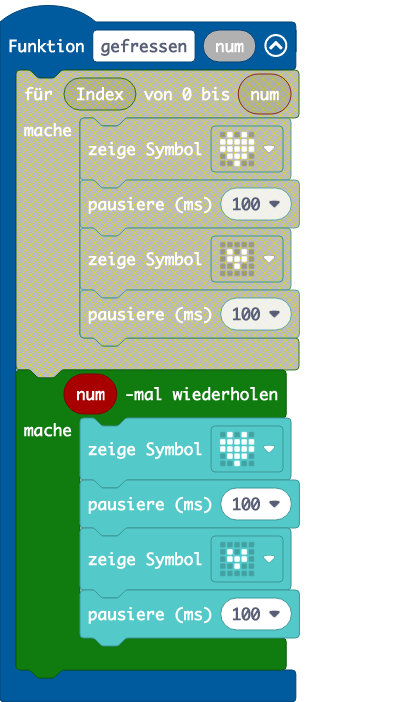 Funktion gefressen num
für Index von 0 bis num
mache
zeige Symbol
pausiere (ms) 100
zeige Symbol
pausiere (ms) 100
num -mal wiederholen
mache
zeige Symbol
pausiere (ms) 100
zeige Symbol
pausiere (ms) 100